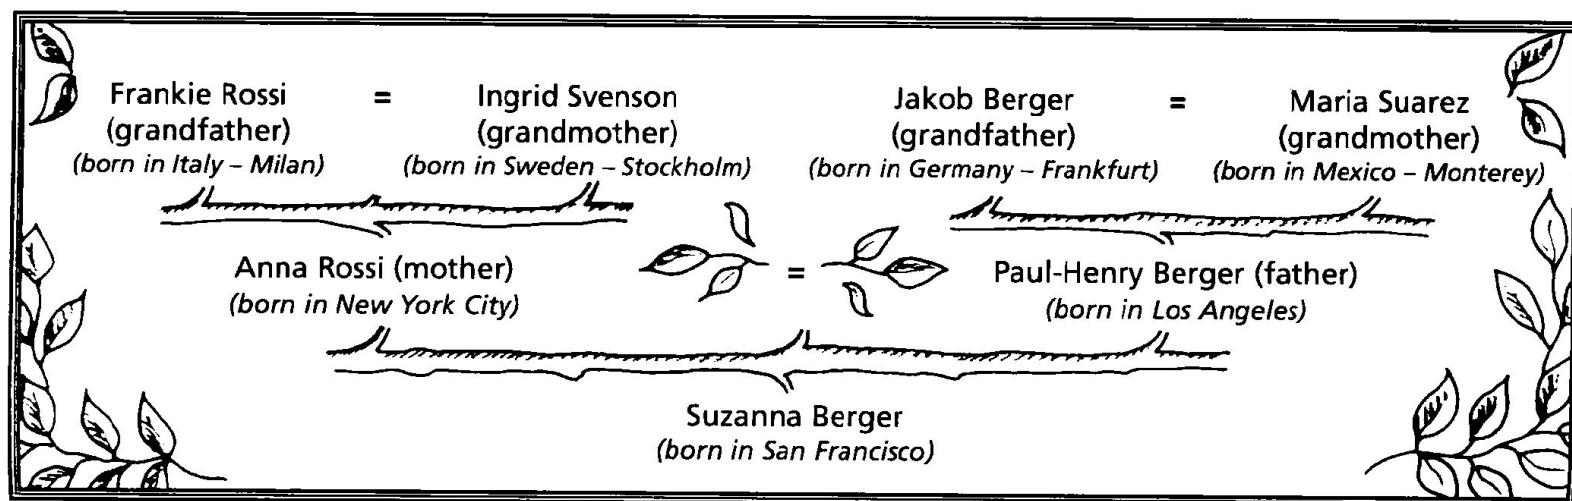 Frankie Rossi = Ingrid Svenson Jakob Berger = Maria Suarez
(grandfather) (grandmother) (grandfather) (grandmother)
(born in Italy – Milan) (born in Sweden – Stockholm) (born in Germany – Frankfurt) (born in Mexico – Monterey)
Anna Rossi (mother) = Paul-Henry Berger (father)
(born in New York City) (born in Los Angeles)
Suzanna Berger
(born in San Francisco)